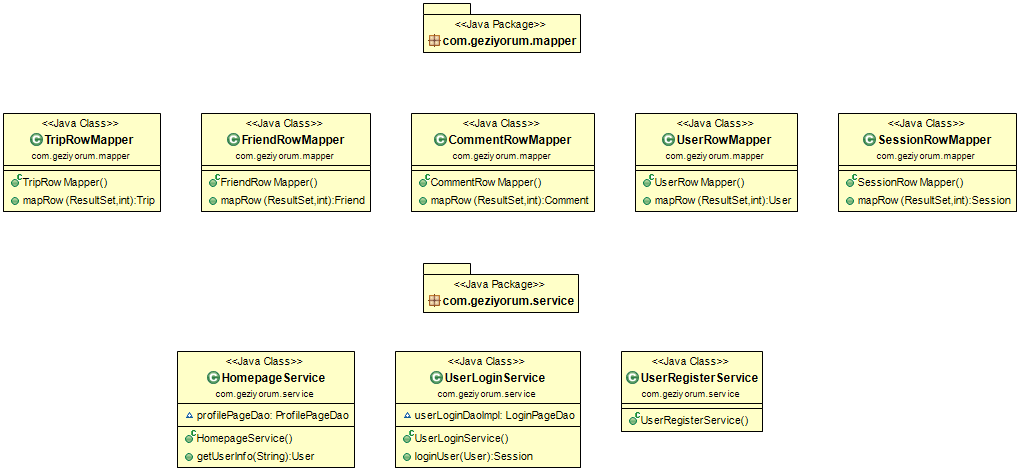 <<Java Package>>
com.geziyorum.mapper
<<Java Class>>
TripRowMapper
com.geziyorum.mapper
TripRowMapper()
mapRow(ResultSet,int):Trip
<<Java Class>>
FriendRowMapper
com.geziyorum.mapper
FriendRowMapper()
mapRow(ResultSet,int):Friend
<<Java Class>>
CommentRowMapper
com.geziyorum.mapper
CommentRowMapper()
mapRow(ResultSet,int):Comment
<<Java Class>>
UserRowMapper
com.geziyorum.mapper
UserRowMapper()
mapRow(ResultSet,int):User
<<Java Class>>
SessionRowMapper
com.geziyorum.mapper
SessionRowMapper()
mapRow(ResultSet,int):Session
<<Java Package>>
com.geziyorum.service
<<Java Class>>
HomepageService
com.geziyorum.service
profilePageDao: ProfilePageDao
HomepageService()
getUserInfo(String):User
<<Java Class>>
UserLoginService
com.geziyorum.service
userLoginDaoImpl: LoginPageDao
UserLoginService()
loginUser(User):Session
<<Java Class>>
UserRegisterService
com.geziyorum.service
UserRegisterService()